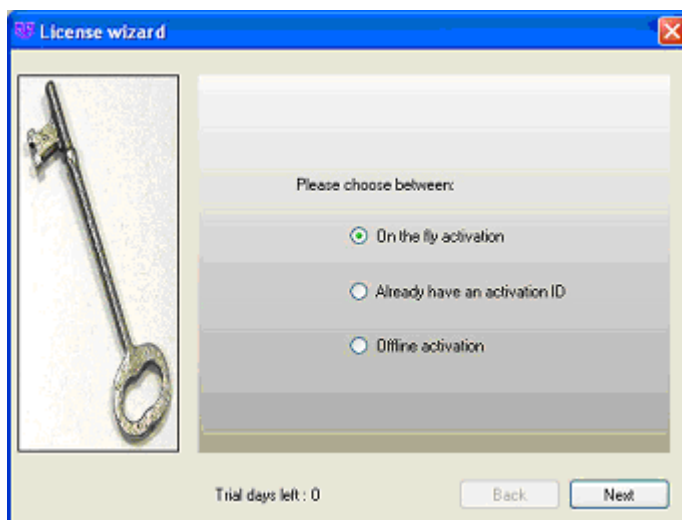 License wizard
Please choose between:
On the fly activation
Already have an activation ID
Offline activation
Trial days left : 0
Back
Next